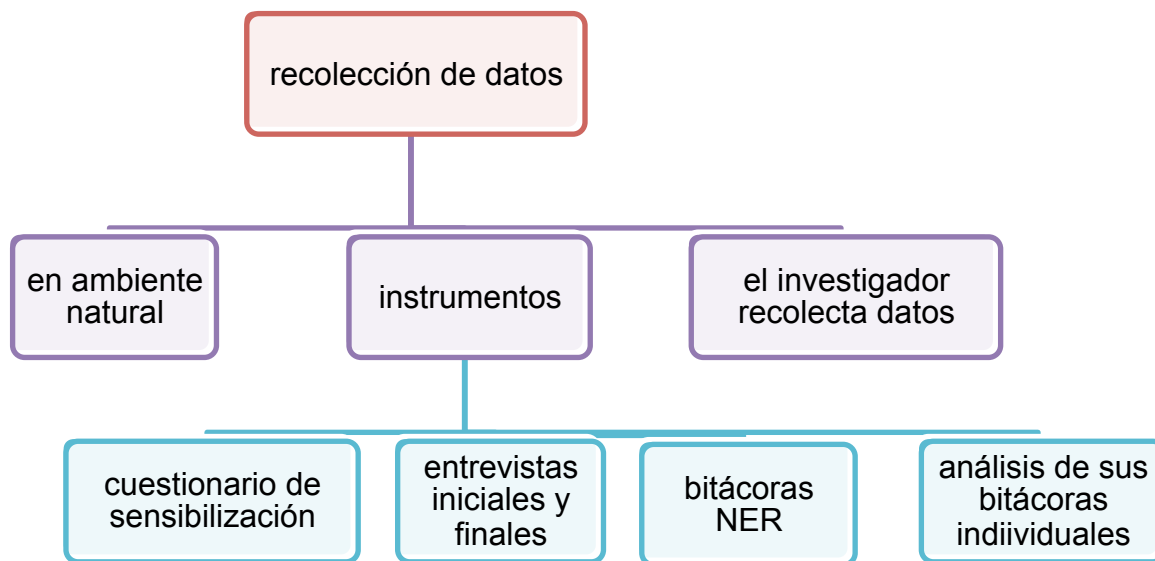 recolección de datos
en ambiente
natural
instrumentos
el investigador
recolecta datos
cuestionario de
sensibilización
entrevistas
iniciales y
finales
bitácoras
NER
análisis de sus
bitácoras
indiividuales